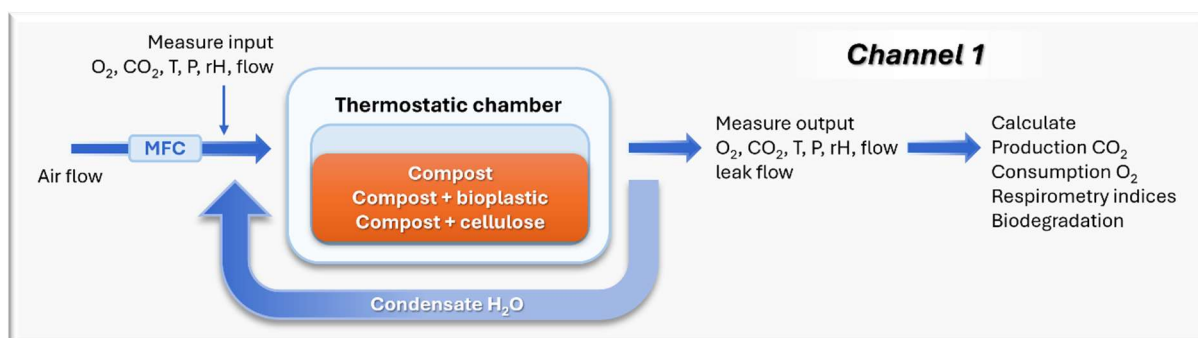 Measure input
O₂, CO₂, T, P, rH, flow
Channel 1
Thermostatic chamber
MFC
Air flow
Compost
Compost + bioplastic
Compost + cellulose
Measure output
O₂, CO₂, T, P, rH, flow
leak flow
Calculate
Production CO₂
Consumption O₂
Respirometry indices
Biodegradation
Condensate H₂O